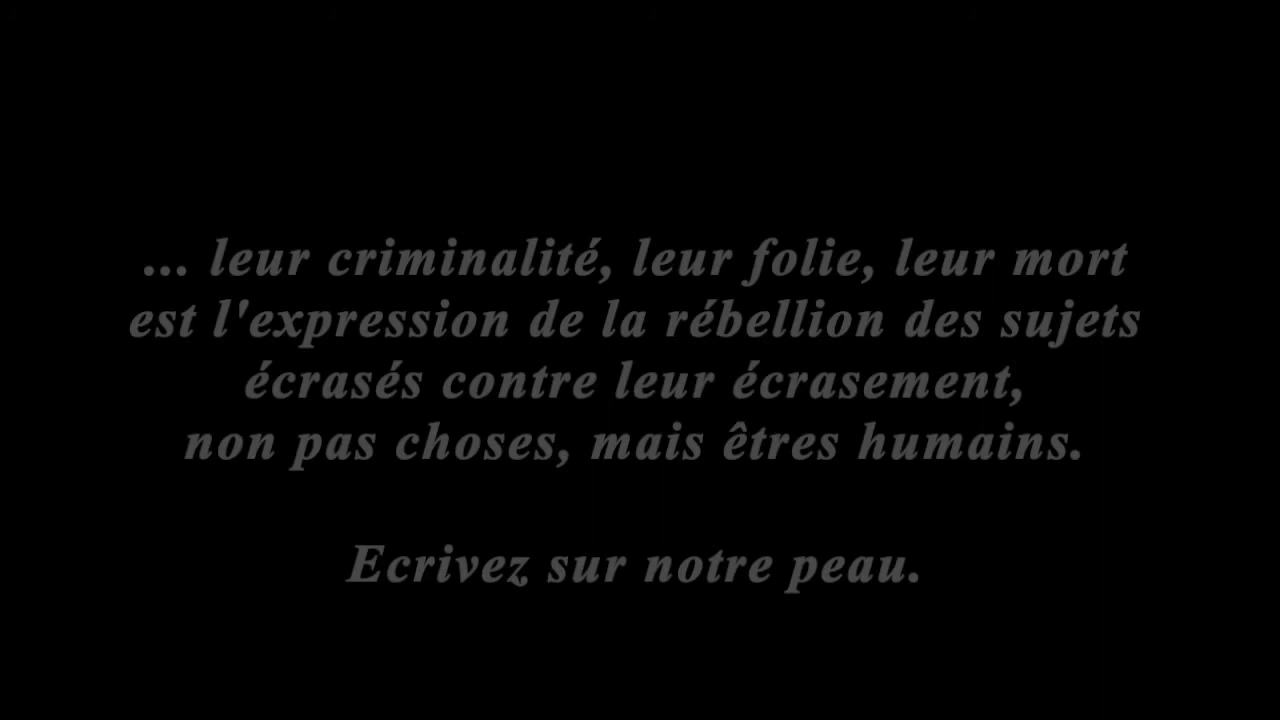 ... leur criminalité, leur folie, leur mort
est l'expression de la rébellion des sujets
écrasés contre leur écrasement,
non pas choses, mais êtres humains.
Ecrivez sur notre peau.